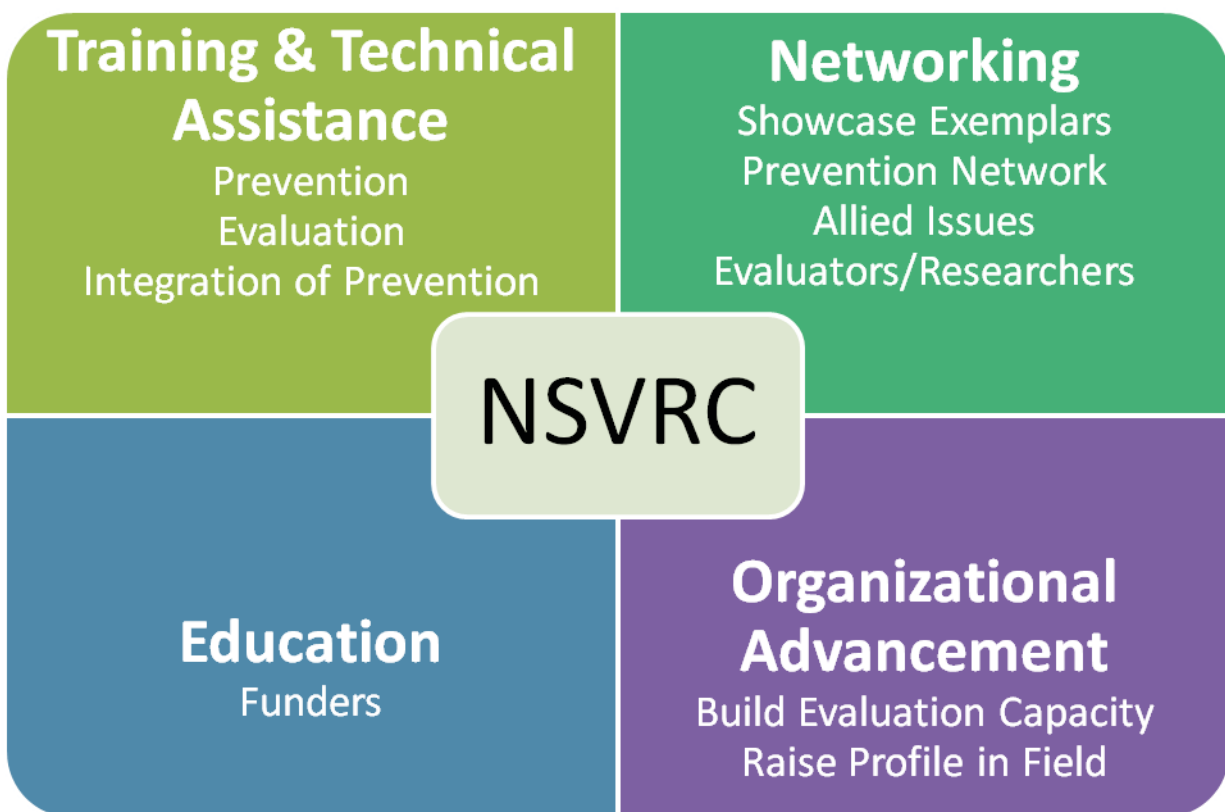 Training & Technical
Assistance
Prevention
Evaluation
Integration of Prevention
Networking
Showcase Exemplars
Prevention Network
Allied Issues
Evaluators/Researchers
NSVRC
Education
Funders
Organizational
Advancement
Build Evaluation Capacity
Raise Profile in Field